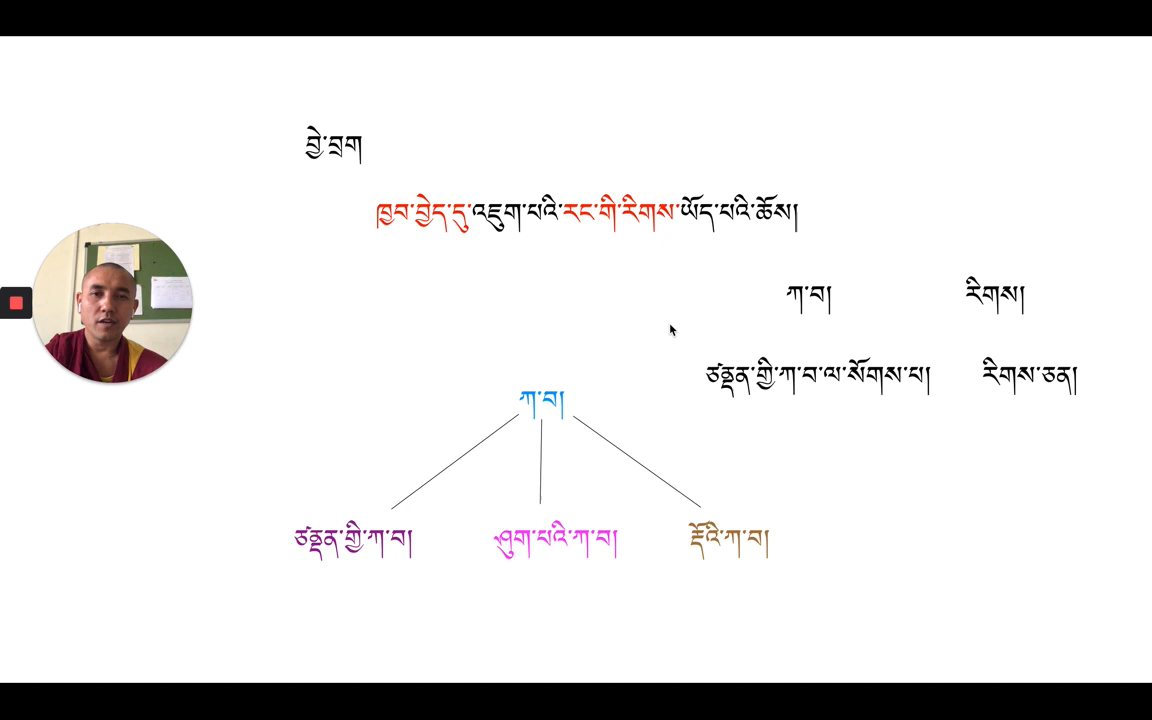 བྱེ་བྲག
ཁྱབ་བྱེད་དུ་འཇུག་པའི་རང་གི་རིགས་ཡོད་པའི་ཆོས།
ཀ་བ། རིགས།
ཙནྡན་གྱི་ཀ་བ་ལ་སོགས་པ། རིགས་ཅན།
ཀ་བ།
ཙནྡན་གྱི་ཀ་བ། ཤུག་པའི་ཀ་བ། རྡོའི་ཀ་བ།